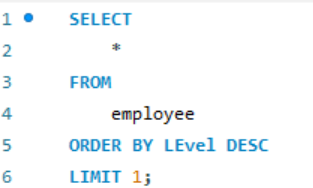 1 SELECT
2 *
3 FROM
4 employee
5 ORDER BY LEvel DESC
6 LIMIT 1;